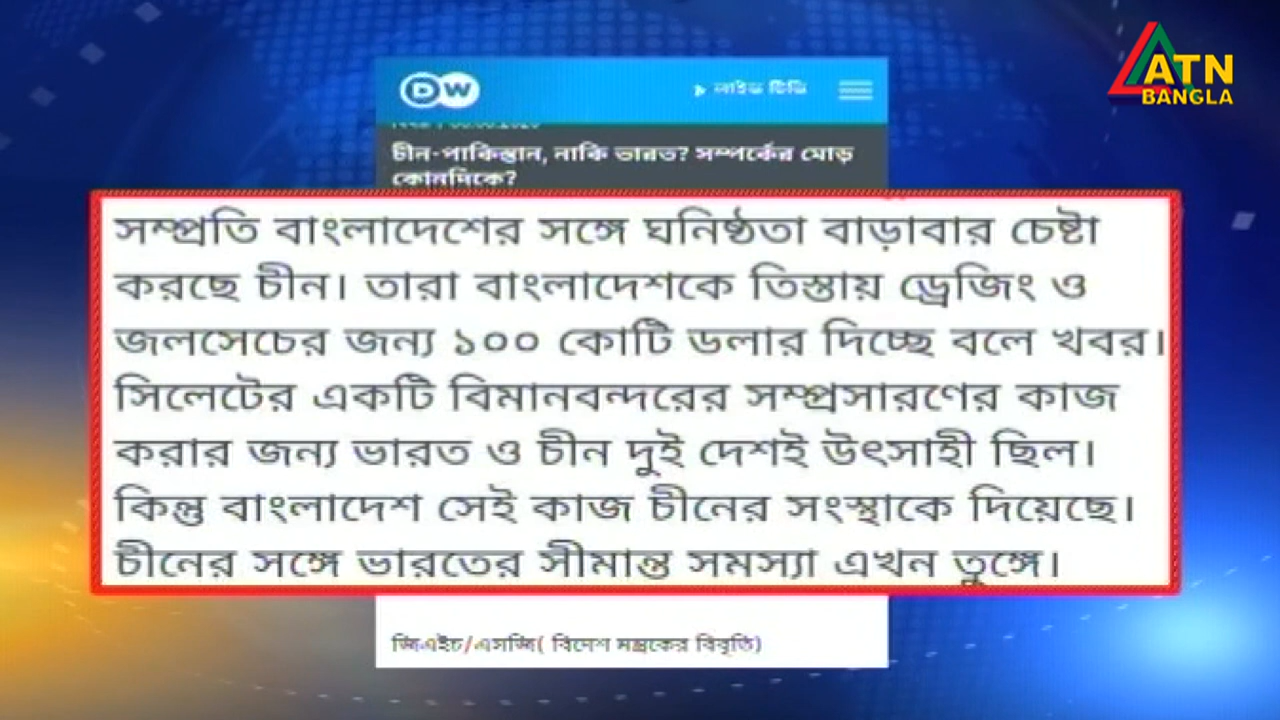 ATN
BANGLA
DW
লাইভ টিভি
চীন-পাকিস্তান, নাকি ভারত? সম্পর্কের মোড়
কোনদিকে?
সম্প্রতি বাংলাদেশের সঙ্গে ঘনিষ্ঠতা বাড়াবার চেষ্টা
করছে চীন। তারা বাংলাদেশকে তিস্তায় ড্রেজিং ও
জলসেচের জন্য ১০০ কোটি ডলার দিচ্ছে বলে খবর।
সিলেটের একটি বিমানবন্দরের সম্প্রসারণের কাজ
করার জন্য ভারত ও চীন দুই দেশই উৎসাহী ছিল।
কিন্তু বাংলাদেশ সেই কাজ চীনের সংস্থাকে দিয়েছে।
চীনের সঙ্গে ভারতের সীমান্ত সমস্যা এখন তুঙ্গে।
জিএইচ/এসজি( বিদেশ মন্ত্রকের বিবৃতি)